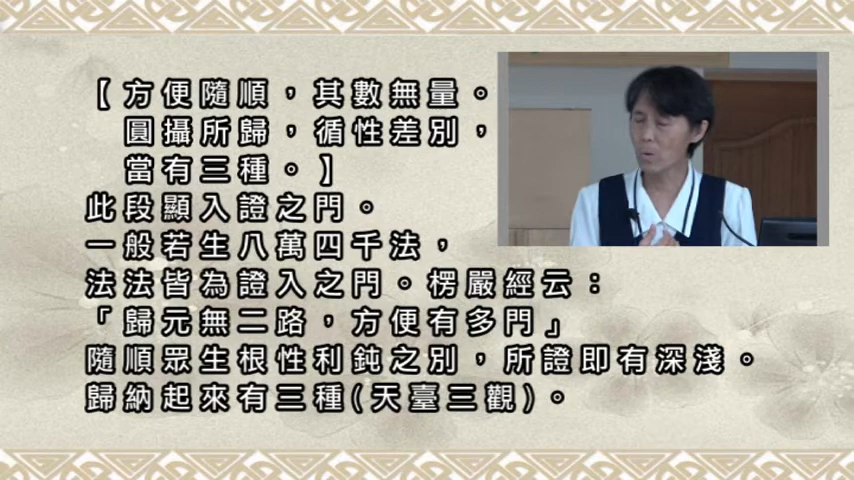 【方便隨順，其數無量。
圓攝所歸，循性差別，
當有三種。】
此段顯入證之門。
一般若生八萬四千法，
法法皆為證入之門。楞嚴經云：
「歸元無二路，方便有多門」
隨順眾生根性利鈍之別，所證即有深淺。
歸納起來有三種(天臺三觀)。